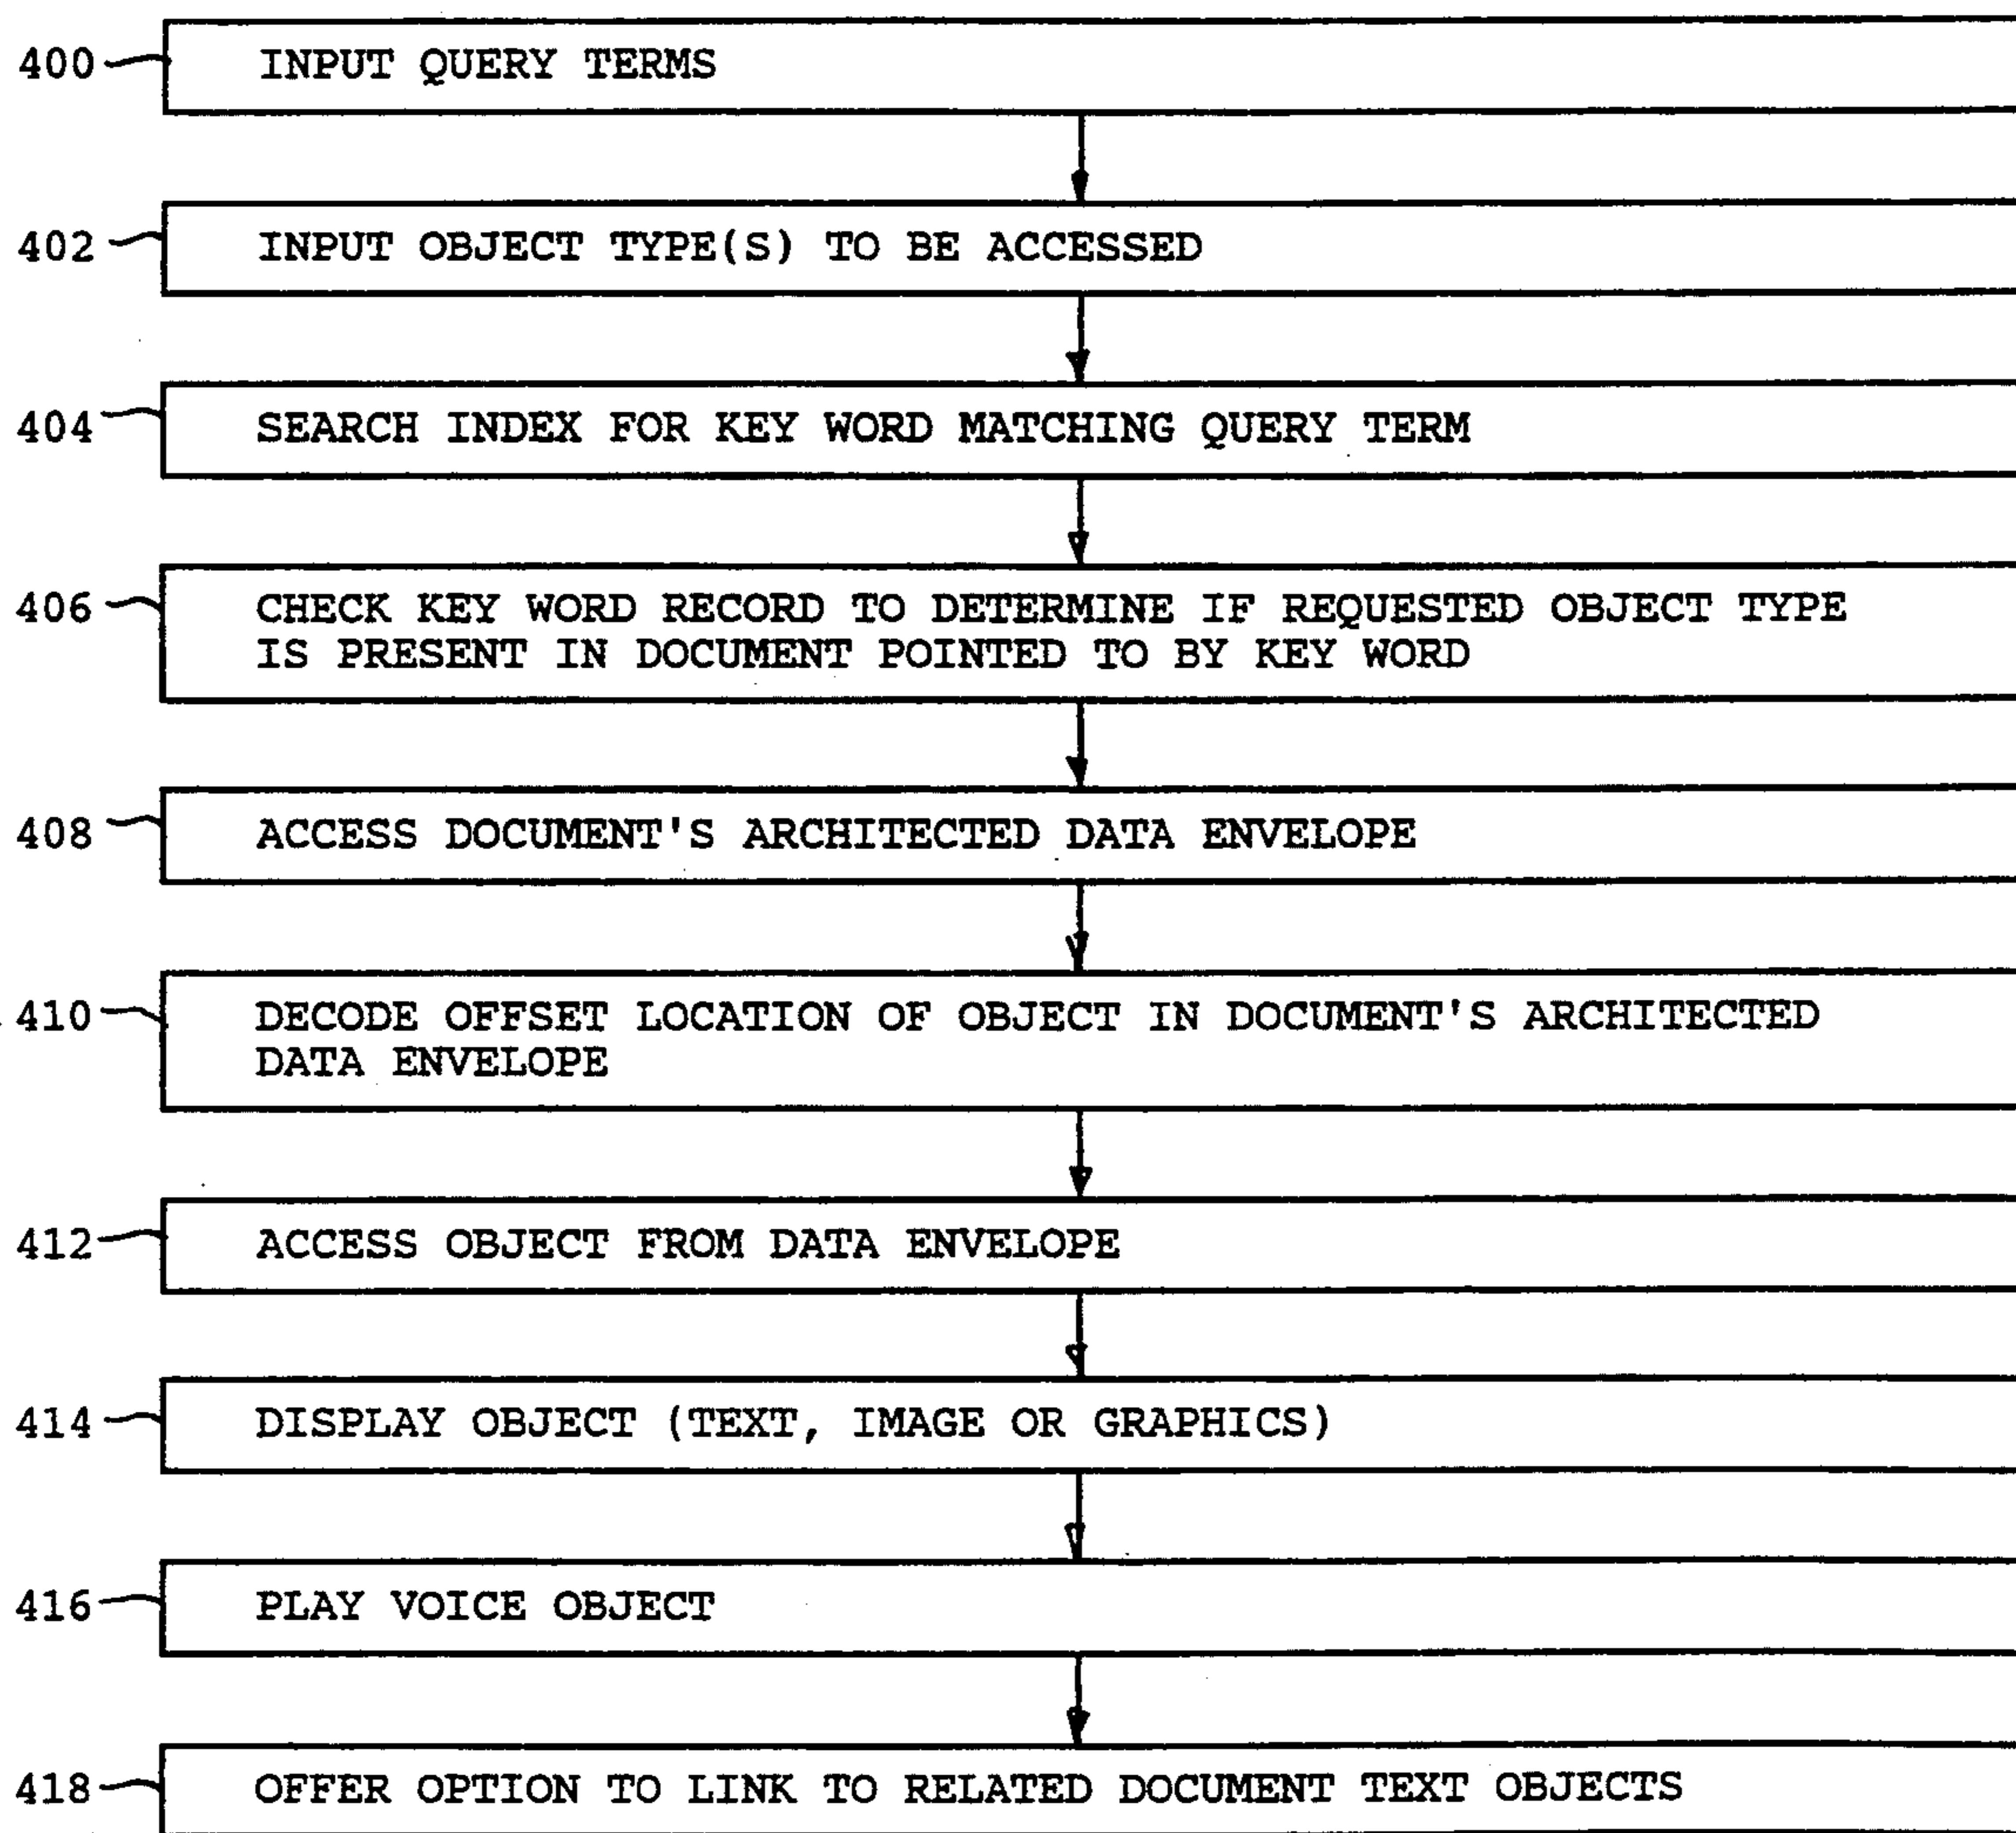 400 INPUT QUERY TERMS
402 INPUT OBJECT TYPE(S) TO BE ACCESSED
404 SEARCH INDEX FOR KEY WORD MATCHING QUERY TERM
406 CHECK KEY WORD RECORD TO DETERMINE IF REQUESTED OBJECT TYPE
IS PRESENT IN DOCUMENT POINTED TO BY KEY WORD
408 ACCESS DOCUMENT'S ARCHITECTED DATA ENVELOPE
410 DECODE OFFSET LOCATION OF OBJECT IN DOCUMENT'S ARCHITECTED
DATA ENVELOPE
412 ACCESS OBJECT FROM DATA ENVELOPE
414 DISPLAY OBJECT (TEXT, IMAGE OR GRAPHICS)
416 PLAY VOICE OBJECT
418 OFFER OPTION TO LINK TO RELATED DOCUMENT TEXT OBJECTS